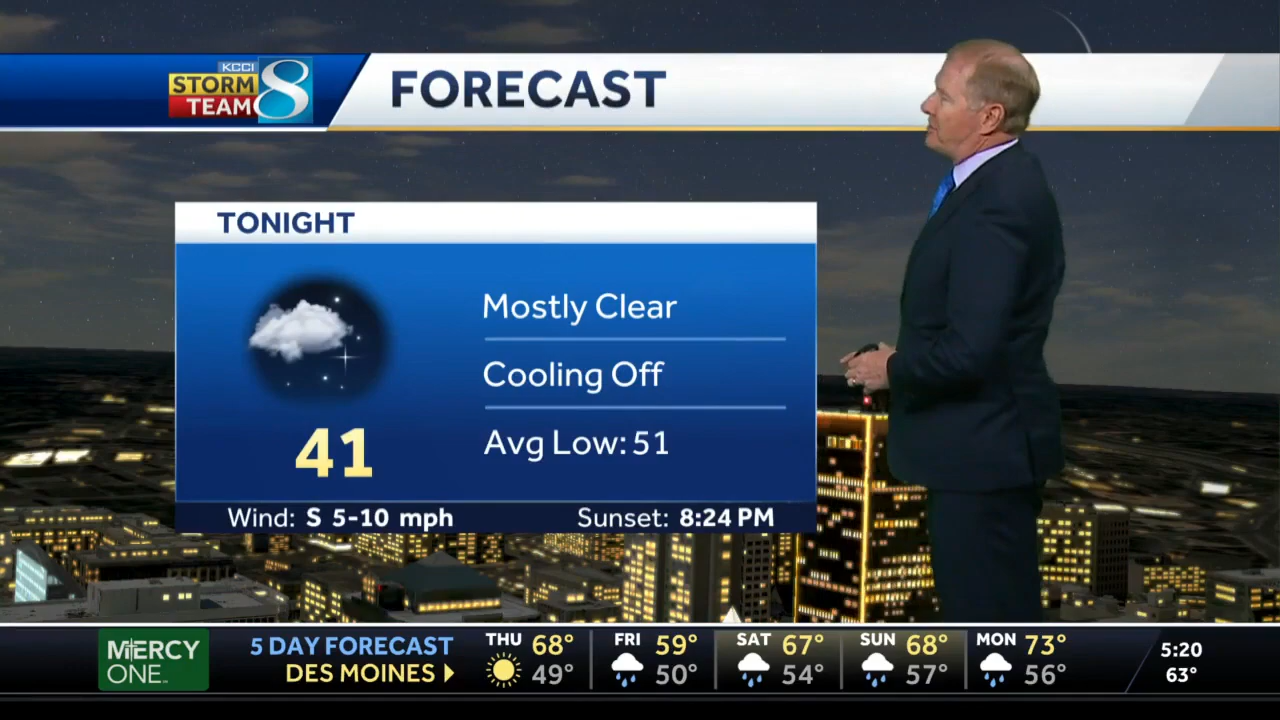 KCCI
STORM
TEAM 8
FORECAST
TONIGHT
Mostly Clear
Cooling Off
41
Avg Low: 51
Wind: S 5-10 mph
Sunset: 8:24 PM
MERCY
ONE
5 DAY FORECAST
DES MOINES
THU 68°
49°
FRI 59°
50°
SAT 67°
54°
SUN 68°
57°
MON 73°
56°
5:20
63°